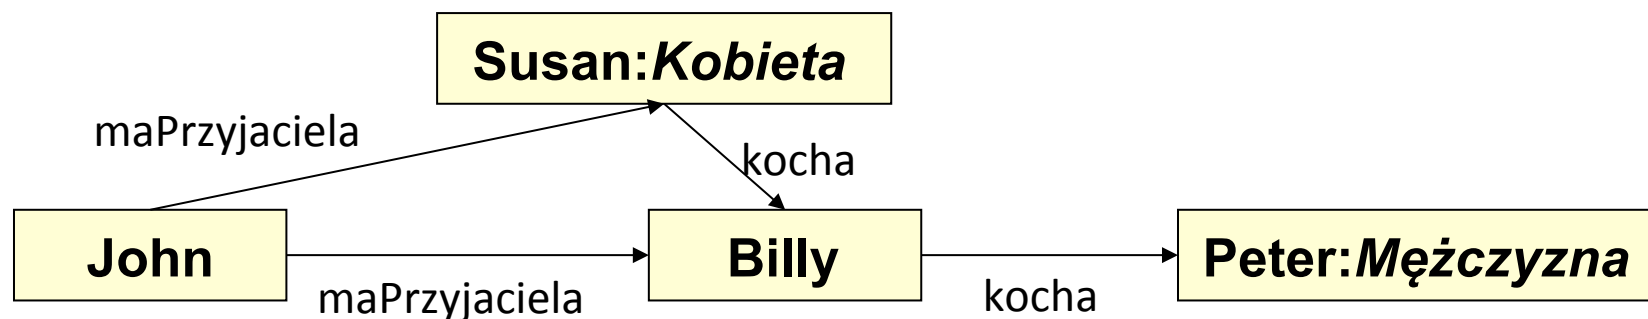 Susan:Kobieta
maPrzyjaciela
kocha
John
Billy
Peter:Mężczyzna
maPrzyjaciela
kocha